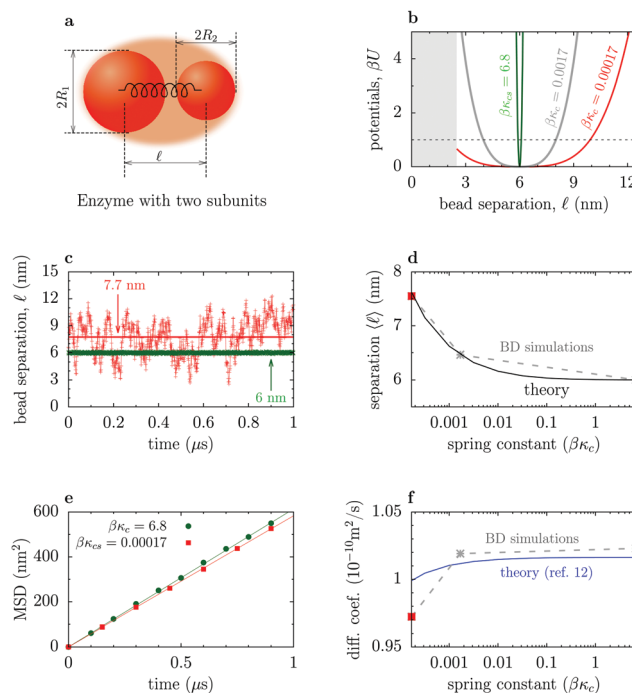 a
2R₂
2R₁
ℓ
Enzyme with two subunits
b
potentials, βU
5
4
3
2
1
0
βκcs = 6.8
βκc = 0.0017
βκc = 0.00017
0 3 6 9 12
bead separation, ℓ (nm)
c
bead separation, ℓ (nm)
15
12
9
6
3
0
7.7 nm
6 nm
0 0.2 0.4 0.6 0.8 1
time (μs)
d
separation ⟨ℓ⟩ (nm)
8
7
6
BD simulations
theory
0.001 0.01 0.1 1
spring constant (βκc)
e
MSD (nm²)
600
400
200
0
βκc = 6.8
βκcs = 0.00017
0 0.5 1
time (μs)
f
diff. coef. (10⁻¹⁰m²/s)
1.05
1
0.95
BD simulations
theory (ref. 12)
0.001 0.01 0.1 1
spring constant (βκc)